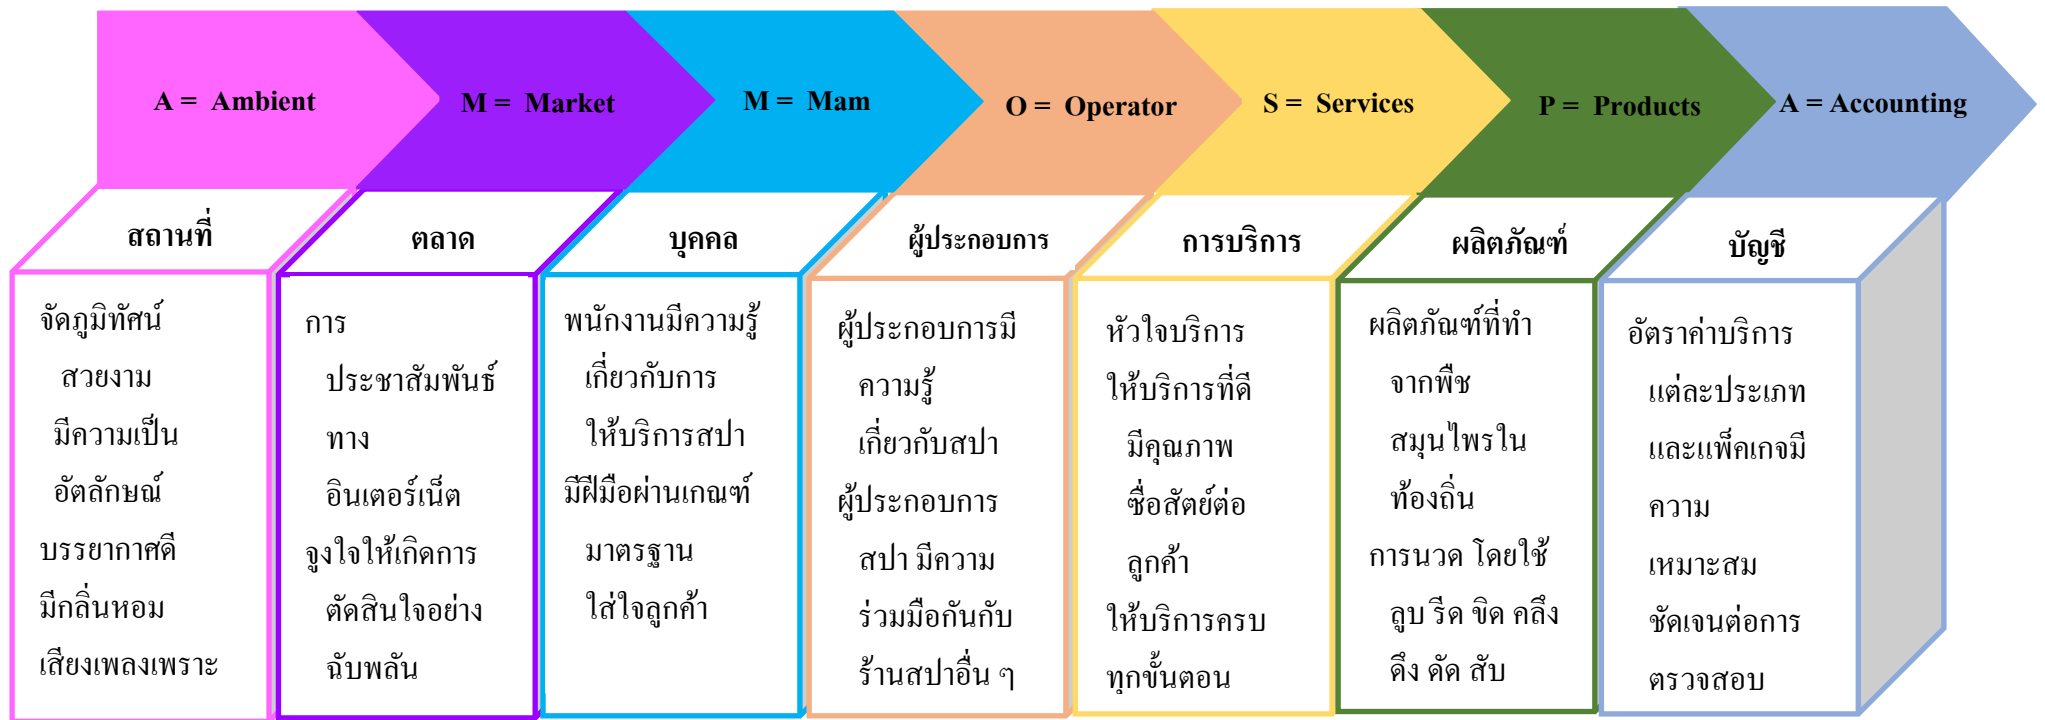 A = Ambient
M = Market
M = Mam
O = Operator
S = Services
P = Products
A = Accounting
สถานที่
ตลาด
บุคคล
ผู้ประกอบการ
การบริการ
ผลิตภัณฑ์
บัญชี
จัดภูมิทัศน์
สวยงาม
มีความเป็น
อัตลักษณ์
บรรยากาศดี
มีกลิ่นหอม
เสียงเพลงเพราะ
การ
ประชาสัมพันธ์
ทาง
อินเตอร์เน็ต
จูงใจให้เกิดการ
ตัดสินใจอย่าง
ฉับพลัน
พนักงานมีความรู้
เกี่ยวกับการ
ให้บริการสปา
มีฝีมือผ่านเกณฑ์
มาตรฐาน
ใส่ใจลูกค้า
ผู้ประกอบการมี
ความรู้
เกี่ยวกับสปา
ผู้ประกอบการ
สปา มีความ
ร่วมมือกันกับ
ร้านสปาอื่น ๆ
หัวใจบริการ
ให้บริการที่ดี
มีคุณภาพ
ซื่อสัตย์ต่อ
ลูกค้า
ให้บริการครบ
ทุกขั้นตอน
ผลิตภัณฑ์ที่ทำ
จากพืช
สมุนไพรใน
ท้องถิ่น
การนวด โดยใช้
ลูบ รีด ขิด คลึง
ดึง ดัด สับ
อัตราค่าบริการ
แต่ละประเภท
และแพ็คเกจมี
ความ
เหมาะสม
ชัดเจนต่อการ
ตรวจสอบ